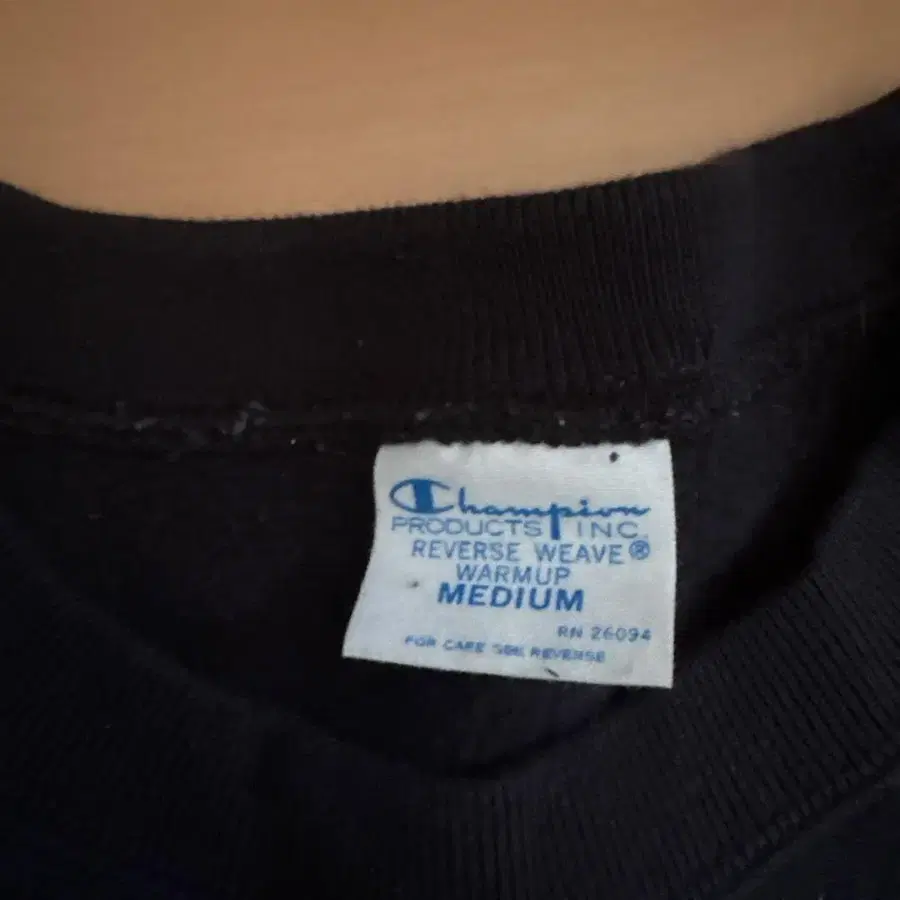 Champion
PRODUCTS INC.
REVERSE WEAVE®
WARMUP
MEDIUM
RN 26094
FOR CARE SEE REVERSE